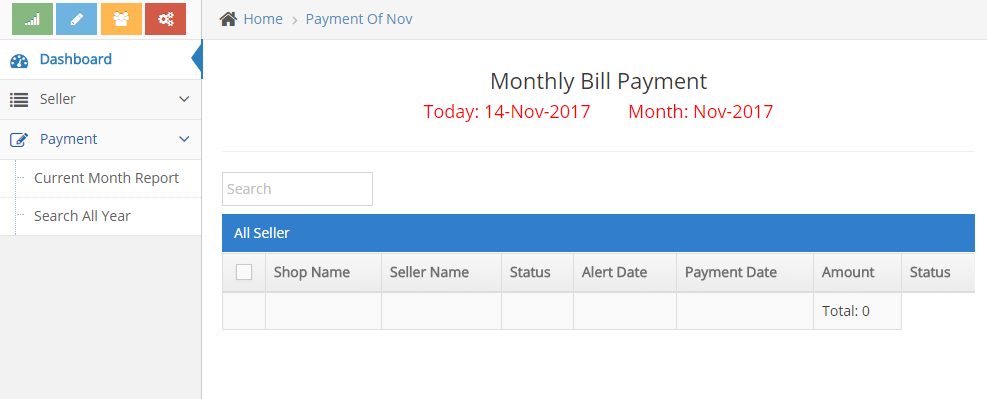 Home > Payment Of Nov
Dashboard
Seller
Payment
Current Month Report
Search All Year
Monthly Bill Payment
Today: 14-Nov-2017 Month: Nov-2017
Search
All Seller
Shop Name Seller Name Status Alert Date Payment Date Amount Status
Total: 0